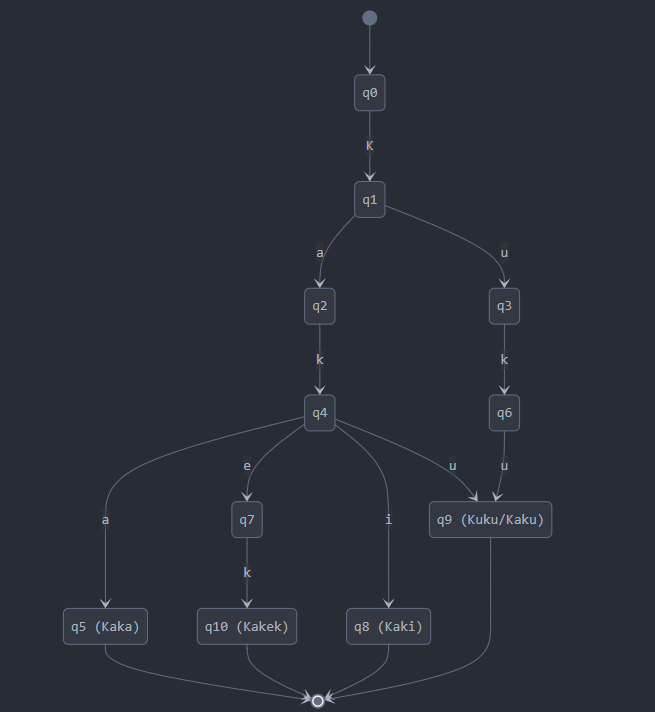 q0
K
q1
a u
q2 q3
k k
q4 q6
e u u
a q7 i q9 (Kuku/Kaku)
k
q5 (Kaka) q10 (Kakek) q8 (Kaki)